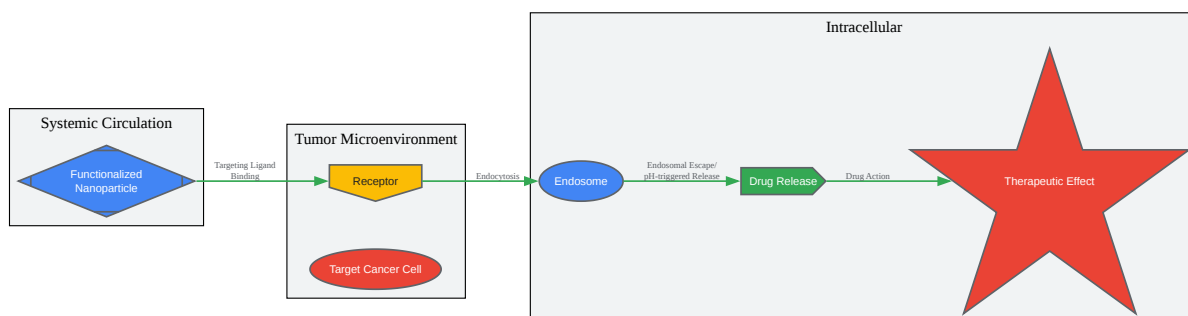 Intracellular
Systemic Circulation
Functionalized
Nanoparticle
Targeting Ligand
Binding
Tumor Microenvironment
Receptor
Target Cancer Cell
Endocytosis
Endosome
Endosomal Escape/
pH-triggered Release
Drug Release
Drug Action
Therapeutic Effect